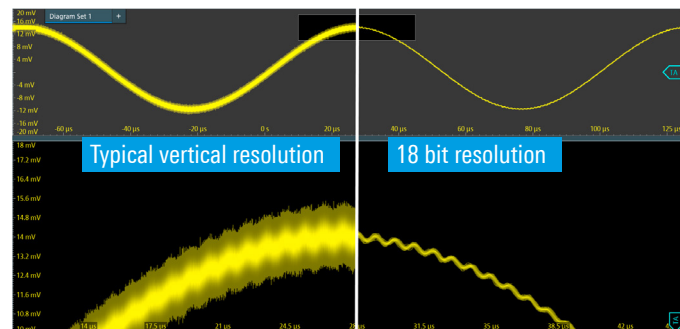 20 mV
Diagram Set 1 +
16 mV
12 mV
8 mV
4 mV
-4 mV
-8 mV
-12 mV
-16 mV
-20 mV
1A
-60 µs -40 µs -20 µs 0 s 20 µs 40 µs 60 µs 80 µs 100 µs 125 µs
18 mV
Typical vertical resolution 18 bit resolution
17.2 mV
16.4 mV
15.6 mV
14.8 mV
14 mV
13.2 mV
12.4 mV
11.6 mV
10.8 mV
10 mV
14 µs 17.5 µs 21 µs 24.5 µs 31.5 µs 35 µs 38.5 µs 42 µs
1A